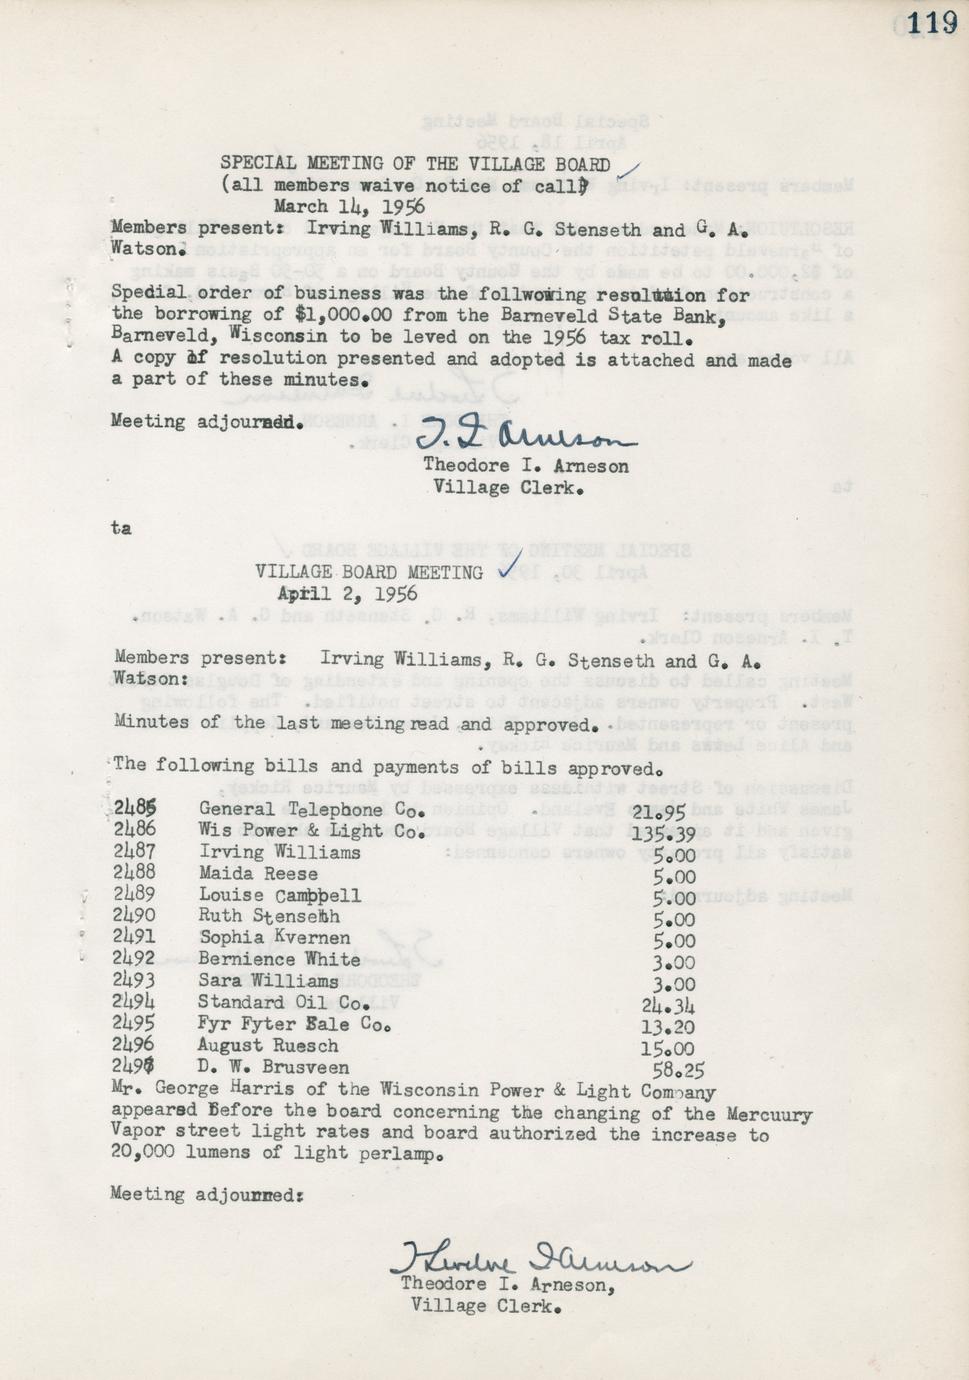 119
SPECIAL MEETING OF THE VILLAGE BOARD
(all members waive notice of call)
March 14, 1956
Members present: Irving Williams, R. G. Stenseth and G. A.
Watson.
Spedial order of business was the follwowing resolution for
the borrowing of $1,000.00 from the Barneveld State Bank,
Barneveld, Wisconsin to be leved on the 1956 tax roll.
A copy of resolution presented and adopted is attached and made
a part of these minutes.
Meeting adjourned.
T. I Arneson
Theodore I. Arneson
Village Clerk.
ta
VILLAGE BOARD MEETING
April 2, 1956
Members present: Irving Williams, R. G. Stenseth and G. A.
Watson:
Minutes of the last meeting read and approved.
The following bills and payments of bills approved.
2485 General Telephone Co. 21.95
2486 Wis Power & Light Co. 135.39
2487 Irving Williams 5.00
2488 Maida Reese 5.00
2489 Louise Campbell 5.00
2490 Ruth Stenseth 5.00
2491 Sophia Kvernen 5.00
2492 Bernience White 3.00
2493 Sara Williams 3.00
2494 Standard Oil Co. 24.34
2495 Fyr Fyter Sale Co. 13.20
2496 August Ruesch 15.00
2497 D. W. Brusveen 58.25
Mr. George Harris of the Wisconsin Power & Light Company
appeared Before the board concerning the changing of the Mercuury
Vapor street light rates and board authorized the increase to
20,000 lumens of light perlamp.
Meeting adjourned:
Theodore I Arneson
Theodore I. Arneson,
Village Clerk.